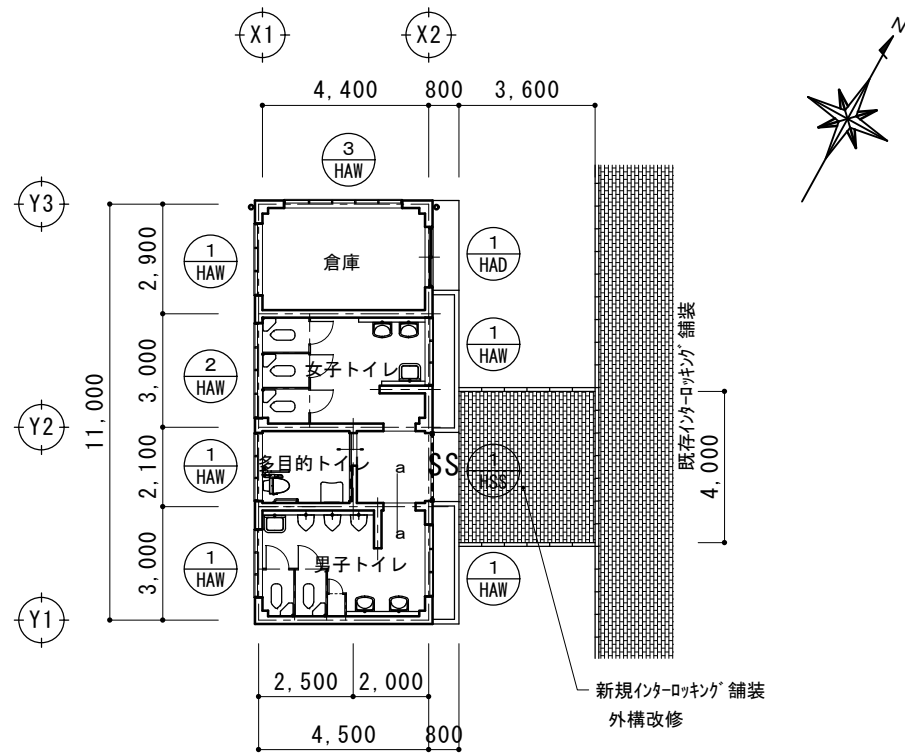 X1
X2
N
4,400
800
3,600
3
HAW
Y3
2,900
1
HAW
倉庫
1
HAD
11,000
3,000
2
HAW
女子トイレ
1
HAW
既存インターロッキング舗装
Y2
2,100
1
HAW
多目的トイレ
a
SS
1
HSS
4,000
3,000
1
HAW
a
男子トイレ
1
HAW
Y1
2,500
2,000
新規インターロッキング舗装
外構改修
4,500
800